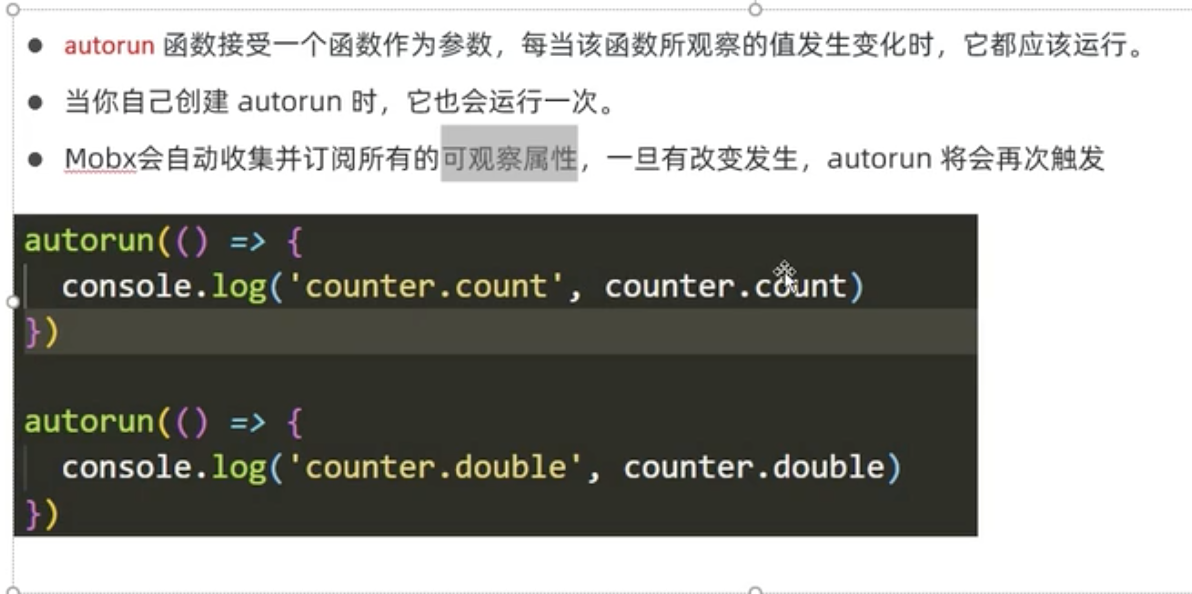 ● autorun 函数接受一个函数作为参数，每当该函数所观察的值发生变化时，它都应该运行。
● 当你自己创建 autorun 时，它也会运行一次。
● Mobx会自动收集并订阅所有的可观察属性，一旦有改变发生，autorun 将会再次触发
autorun(() => {
  console.log('counter.count', counter.count)
})
autorun(() => {
  console.log('counter.double', counter.double)
})